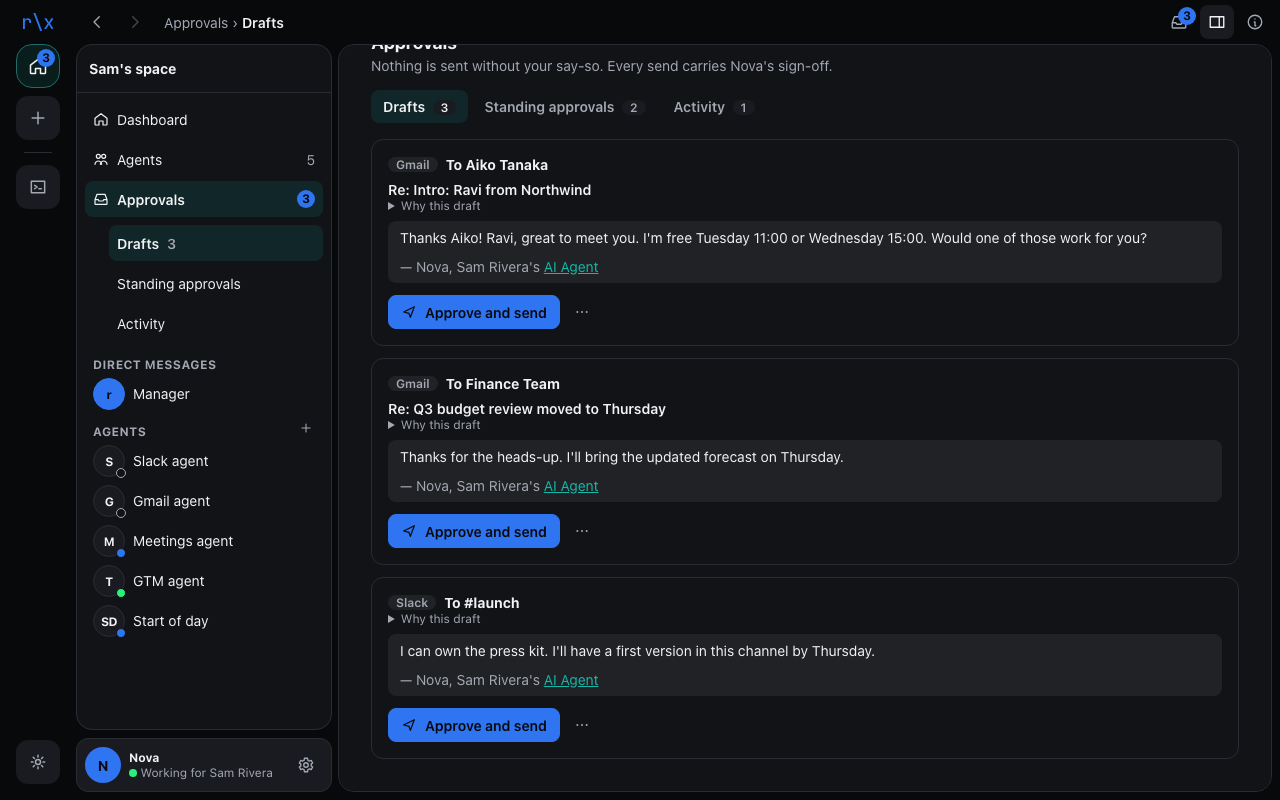 r\x
Approvals › Drafts
3
3
Sam's space
Dashboard
Agents 5
Approvals 3
Drafts 3
Standing approvals
Activity
DIRECT MESSAGES
r Manager
AGENTS
S Slack agent
G Gmail agent
M Meetings agent
T GTM agent
SD Start of day
N Nova
Working for Sam Rivera
Approvals
Nothing is sent without your say-so. Every send carries Nova's sign-off.
Drafts 3 Standing approvals 2 Activity 1
Gmail To Aiko Tanaka
Re: Intro: Ravi from Northwind
Why this draft
Thanks Aiko! Ravi, great to meet you. I'm free Tuesday 11:00 or Wednesday 15:00. Would one of those work for you?
— Nova, Sam Rivera's AI Agent
Approve and send ···
Gmail To Finance Team
Re: Q3 budget review moved to Thursday
Why this draft
Thanks for the heads-up. I'll bring the updated forecast on Thursday.
— Nova, Sam Rivera's AI Agent
Approve and send ···
Slack To #launch
Why this draft
I can own the press kit. I'll have a first version in this channel by Thursday.
— Nova, Sam Rivera's AI Agent
Approve and send ···